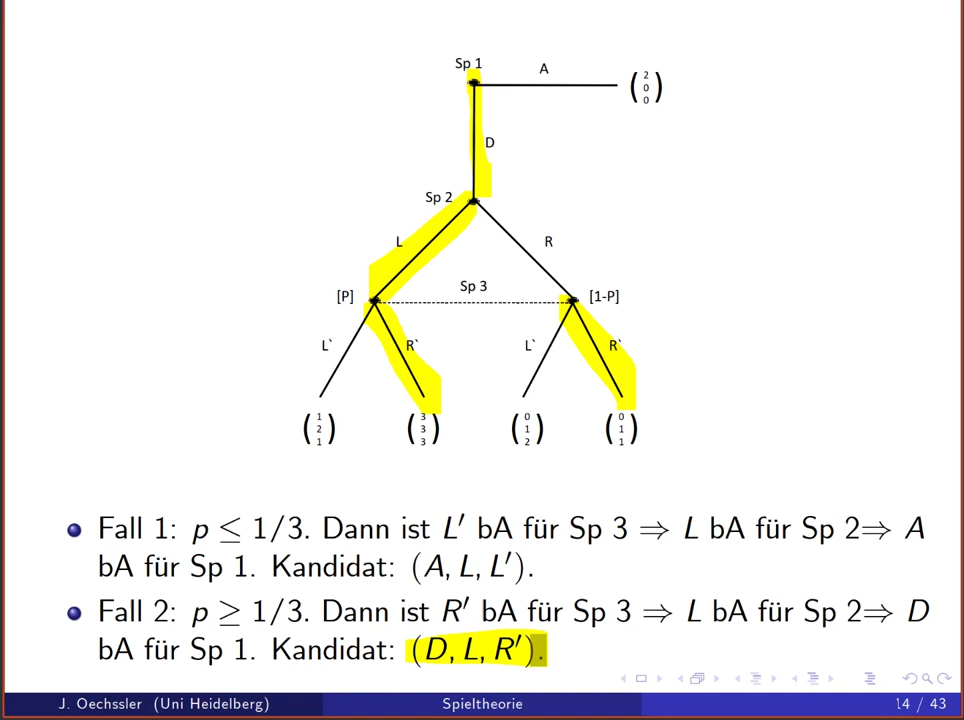 Sp 1
A
( 2 0 0 )
D
Sp 2
L
R
[P]
Sp 3
[1-P]
L`
R`
L`
R`
( 1 2 1 )
( 3 3 3 )
( 0 1 2 )
( 0 1 1 )
Fall 1: p ≤ 1/3. Dann ist L′ bA für Sp 3 ⇒ L bA für Sp 2⇒ A
bA für Sp 1. Kandidat: (A, L, L′).
Fall 2: p ≥ 1/3. Dann ist R′ bA für Sp 3 ⇒ L bA für Sp 2⇒ D
bA für Sp 1. Kandidat: (D, L, R′).
J. Oechssler (Uni Heidelberg)
Spieltheorie
14 / 43